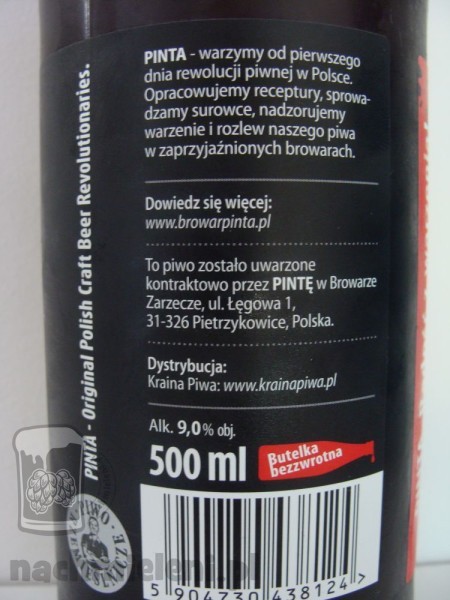 PINTA - warzymy od pierwszego
dnia rewolucji piwnej w Polsce.
Opracowujemy receptury, sprowa-
dzamy surowce, nadzorujemy
warzenie i rozlew naszego piwa
w zaprzyjaźnionych browarach.
Dowiedz się więcej:
www.browarpinta.pl
To piwo zostało uwarzone
kontraktowo przez PINTĘ w Browarze
Zarzecze, ul. Łęgowa 1,
31-326 Pietrzykowice, Polska.
Dystrybucja:
Kraina Piwa: www.krainapiwa.pl
Alk. 9,0% obj.
500 ml
Butelka
bezzwrotna
5 904730 438124 >
PINTA - Original Polish Craft Beer Revolutionaries.
PIWO
RZEMIEŚLNICZE